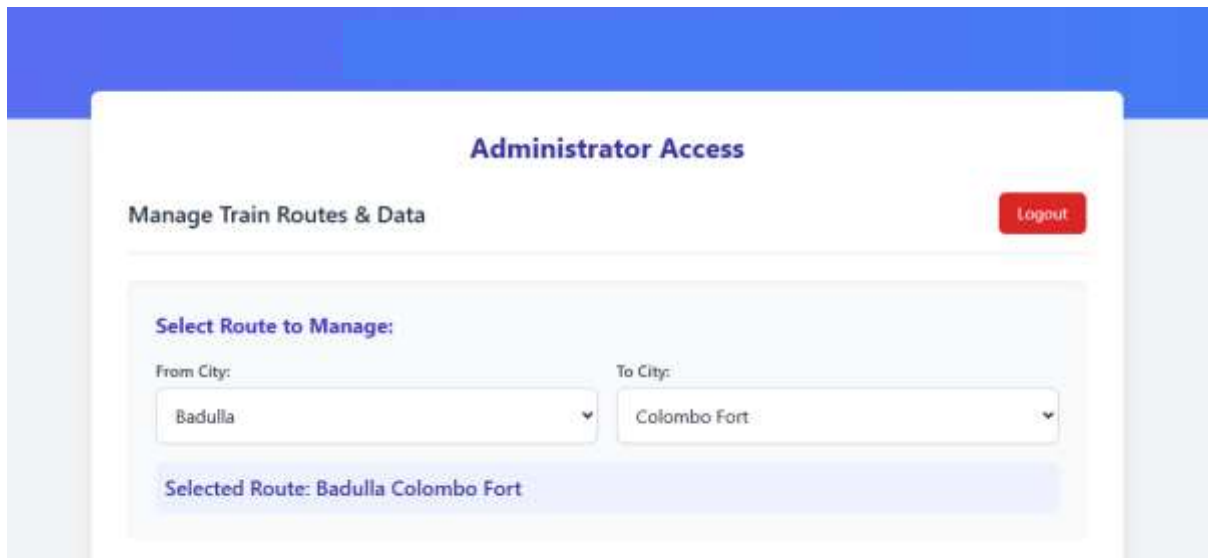 Administrator Access
Manage Train Routes & Data
Logout
Select Route to Manage:
From City:
To City:
Badulla
Colombo Fort
Selected Route: Badulla Colombo Fort